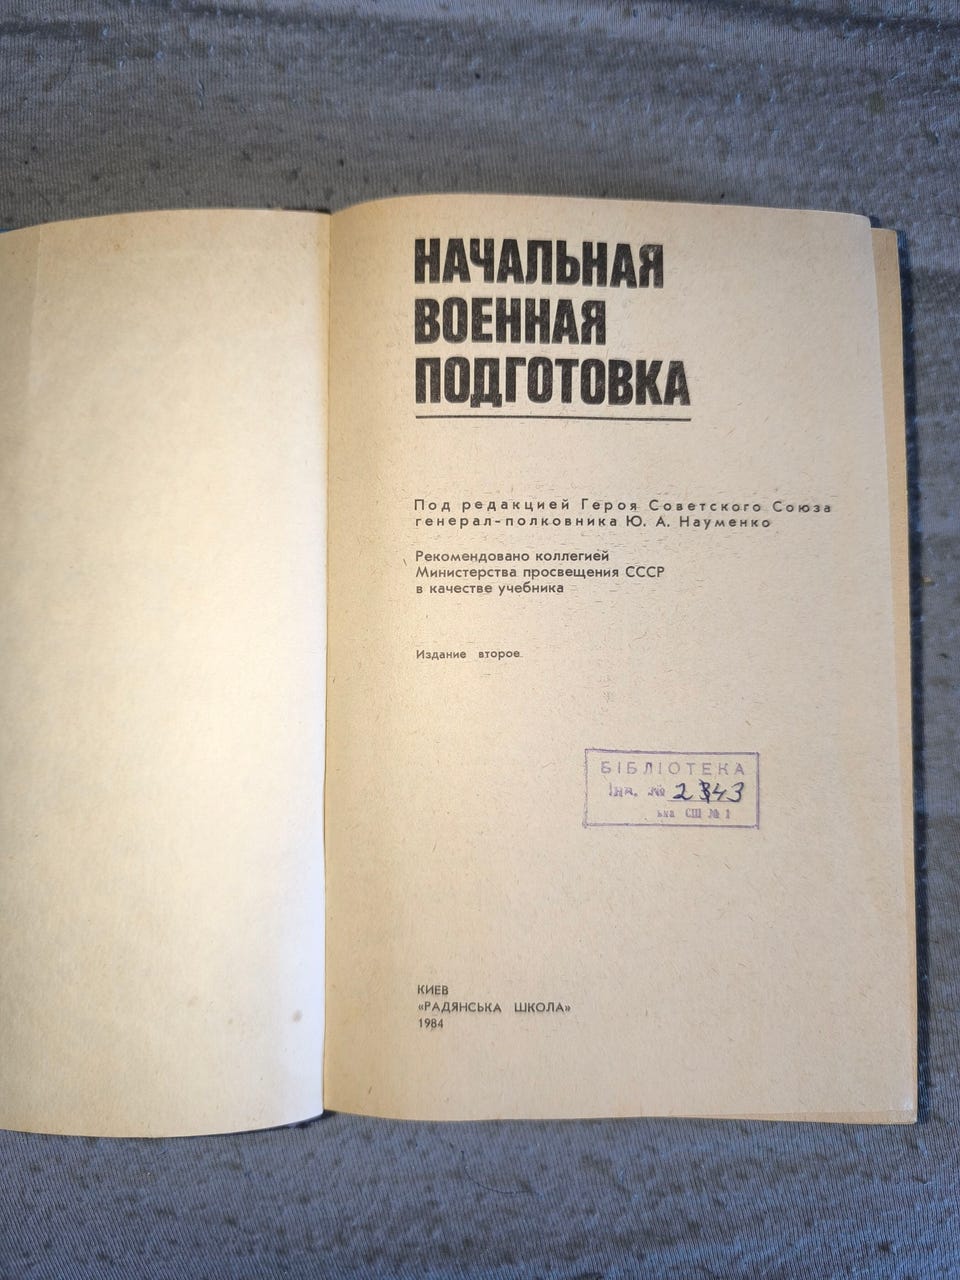 НАЧАЛЬНАЯ
ВОЕННАЯ
ПОДГОТОВКА
Под редакцией Героя Советского Союза
генерал-полковника Ю. А. Науменко
Рекомендовано коллегией
Министерства просвещения СССР
в качестве учебника
Издание второе
БІБЛІОТЕКА
Інв. №
СШ № 1
КИЕВ
«РАДЯНСЬКА ШКОЛА»
1984